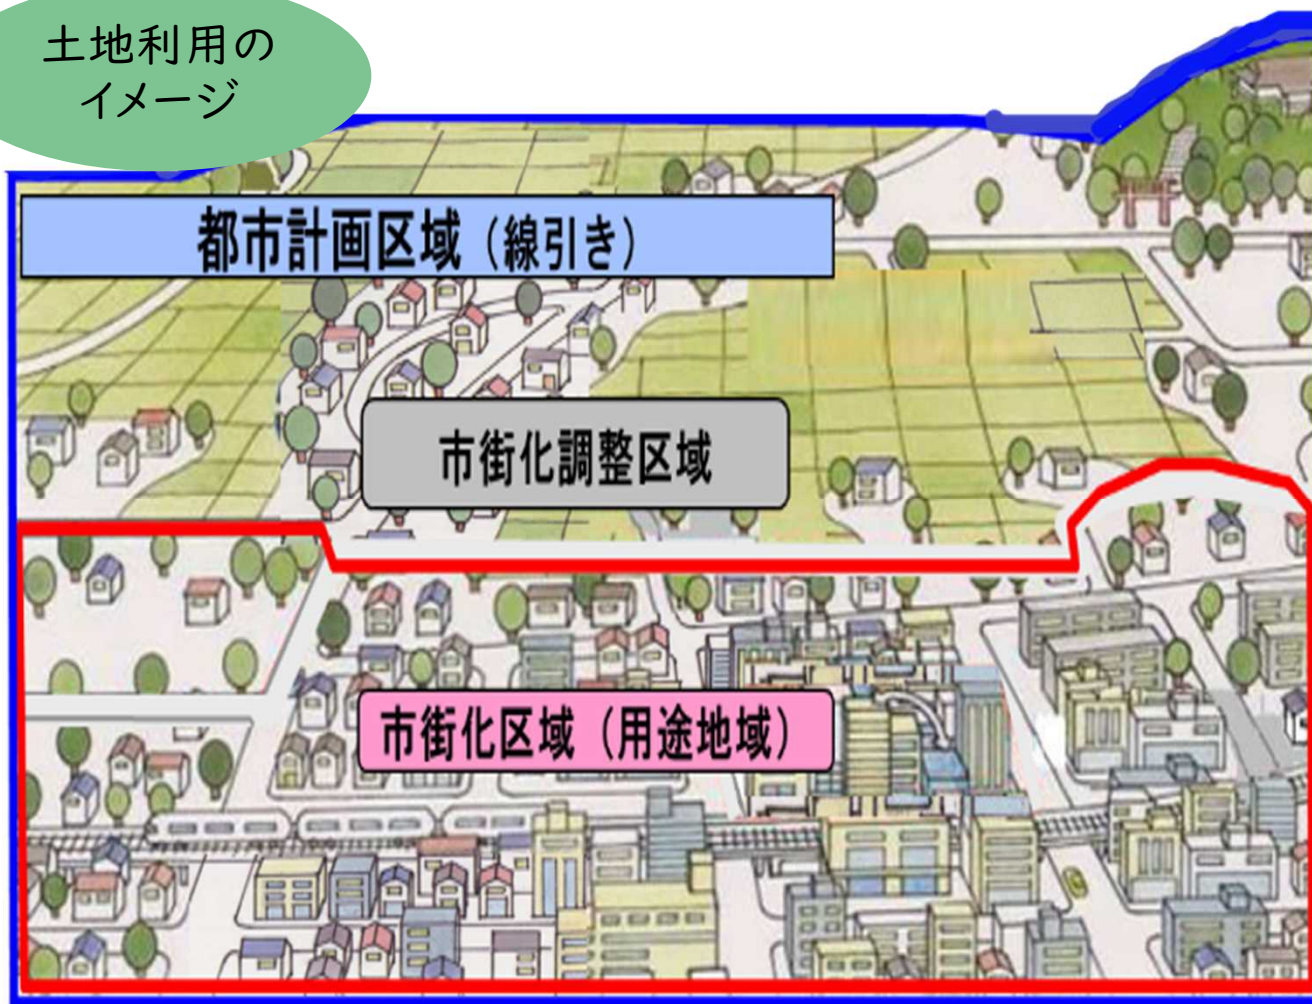 土地利用の
イメージ
都市計画区域（線引き）
市街化調整区域
市街化区域（用途地域）